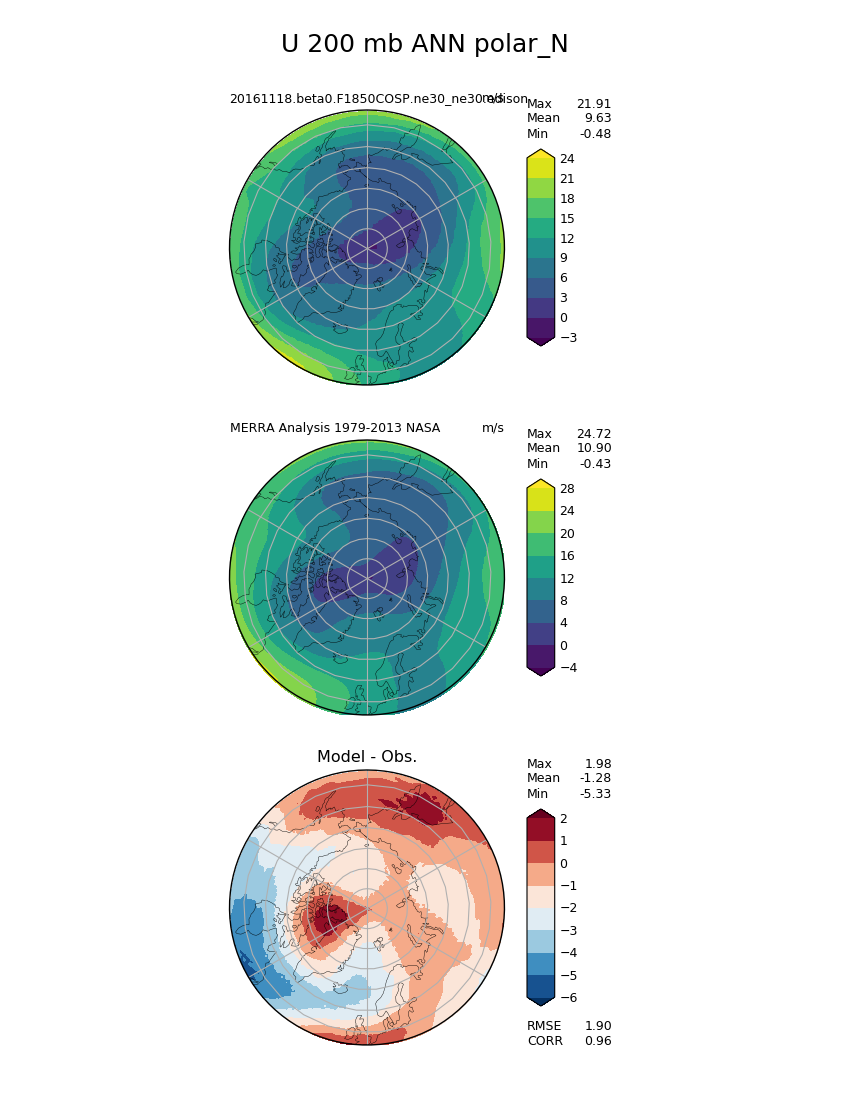 U 200 mb ANN polar_N
20161118.beta0.F1850COSP.ne30_ne30.edison m/s
Max 21.91
Mean 9.63
Min -0.48
24
21
18
15
12
9
6
3
0
−3
MERRA Analysis 1979-2013 NASA m/s
Max 24.72
Mean 10.90
Min -0.43
28
24
20
16
12
8
4
0
−4
Model - Obs.
Max 1.98
Mean -1.28
Min -5.33
2
1
0
−1
−2
−3
−4
−5
−6
RMSE 1.90
CORR 0.96